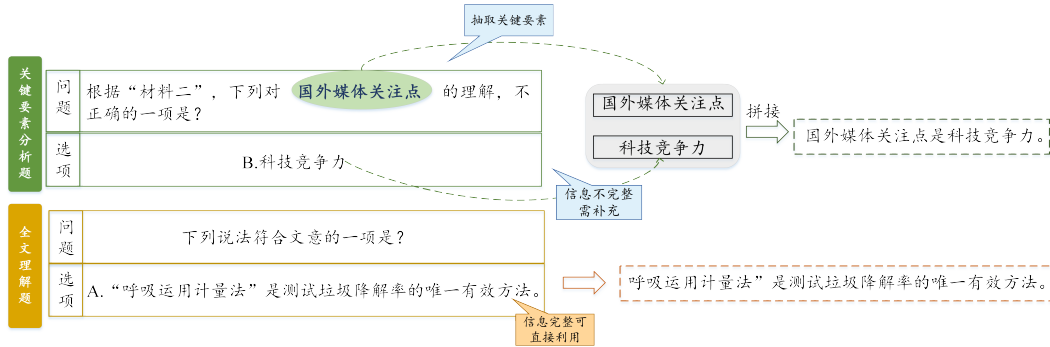 抽取关键要素
关键要素分析题
问题
根据“材料二”，下列对 国外媒体关注点 的理解，不
正确的一项是？
选项
B.科技竞争力
国外媒体关注点
科技竞争力
拼接
国外媒体关注点是科技竞争力。
信息不完整
需补充
全文理解题
问题
下列说法符合文意的一项是？
选项
A.“呼吸运用计量法”是测试垃圾降解率的唯一有效方法。
呼吸运用计量法”是测试垃圾降解率的唯一有效方法。
信息完整可
直接利用